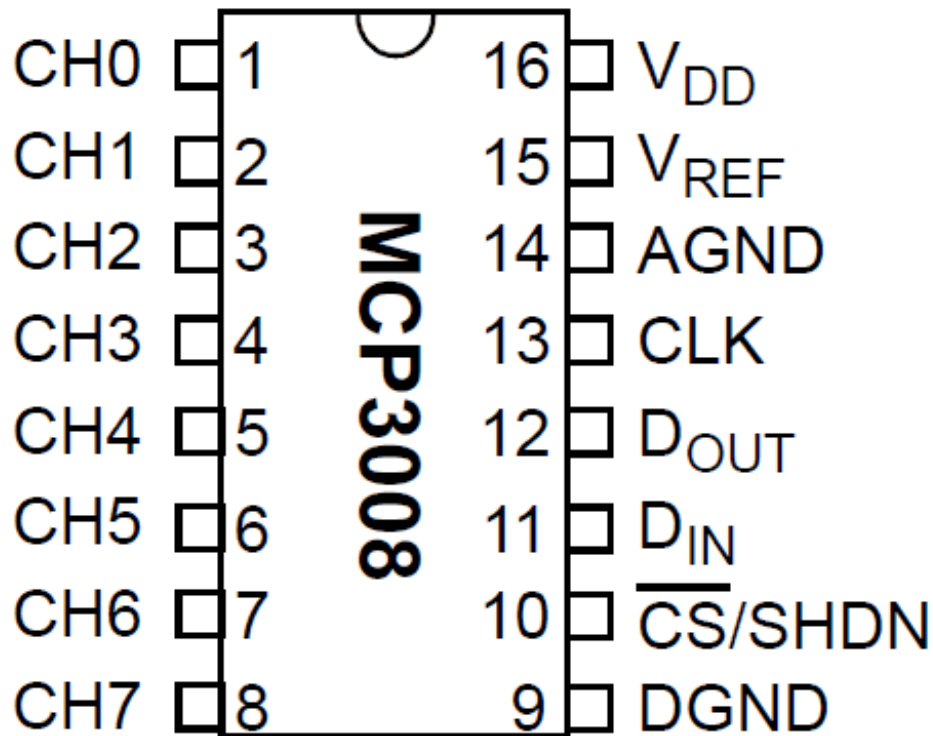 CH0 1 16 VDD
CH1 2 15 VREF
CH2 3 14 AGND
CH3 4 13 CLK
CH4 5 12 DOUT
CH5 6 11 DIN
CH6 7 10 C̅S̅/SHDN
CH7 8 9 DGND
MCP3008